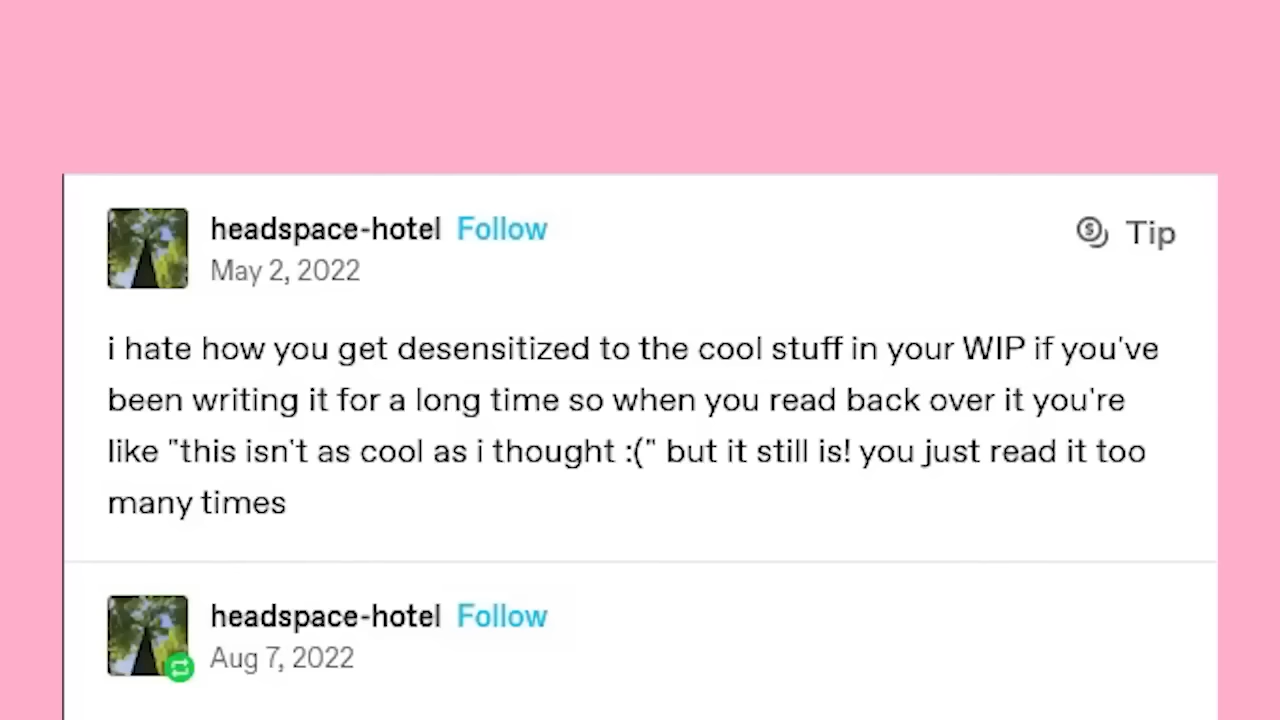 headspace-hotel Follow
Tip
May 2, 2022
i hate how you get desensitized to the cool stuff in your WIP if you've
been writing it for a long time so when you read back over it you're
like "this isn't as cool as i thought :(" but it still is! you just read it too
many times
headspace-hotel Follow
Aug 7, 2022